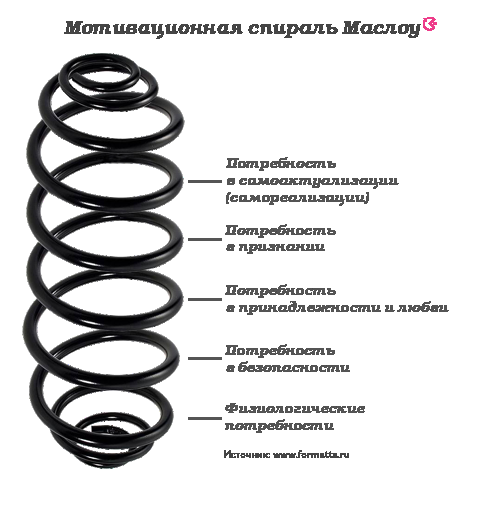 Мотивационная спираль Маслоу
Потребность
в самоактуализации
(самореализации)
Потребность
в признании
Потребность
в принадлежности и любви
Потребность
в безопасности
Физиологические
потребности
Источник: www.formatta.ru